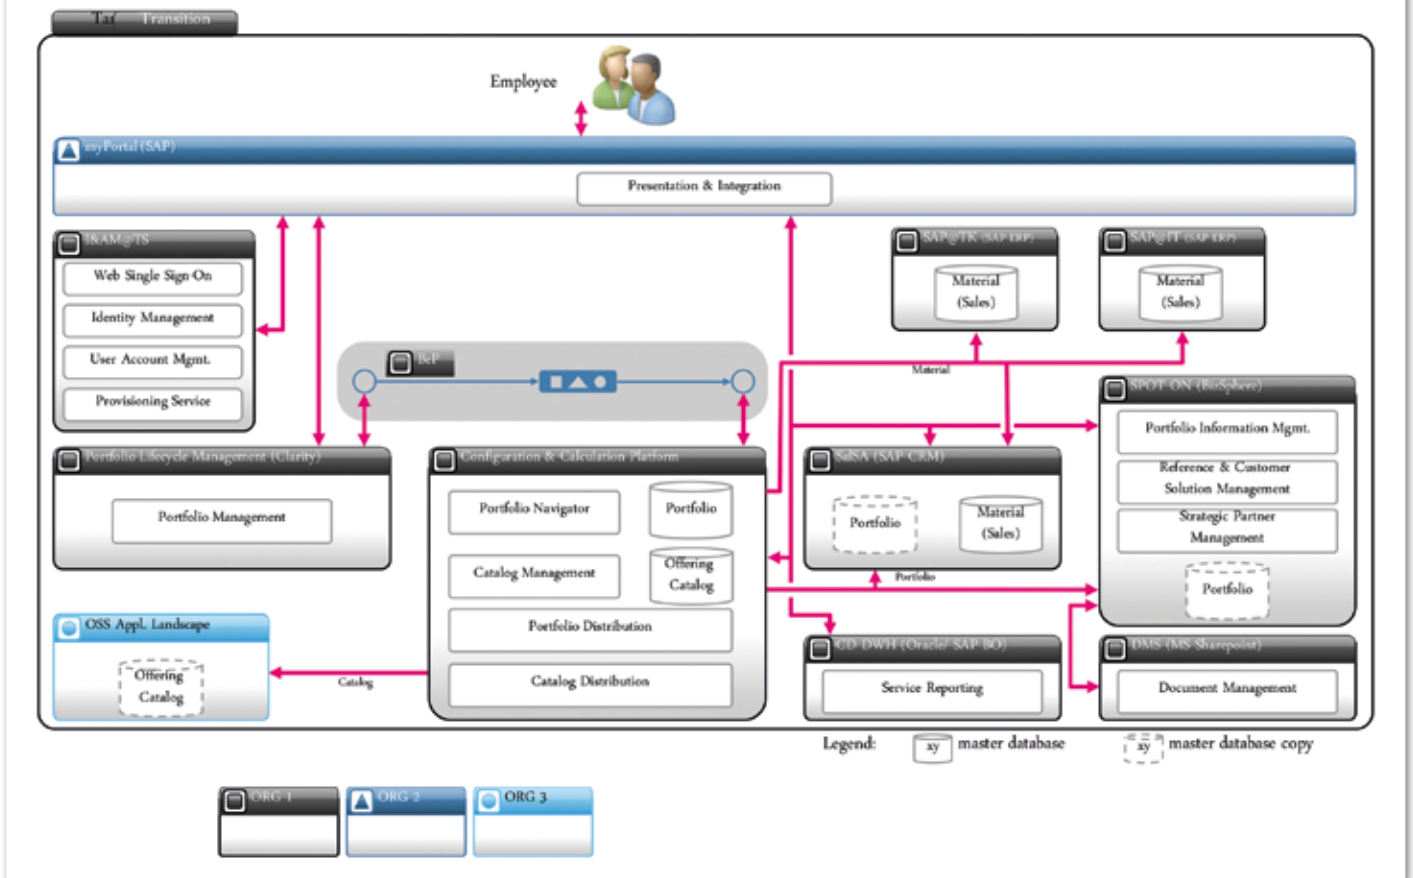 Transition
Employee
myPortal (SAP)
Presentation & Integration
I&AM@TS
Web Single Sign-On
Identity Management
User Account Mgmt.
Provisioning Service
SAP@TK (SAP ERP)
Material
(Sales)
SAP@IT (SAP ERP)
Material
(Sales)
BeP
Material
SPOT ON (BizSphere)
Portfolio Information Mgmt.
Reference & Customer
Solution Management
Strategic Partner
Management
Portfolio
Portfolio Lifecycle Management (Clarity)
Portfolio Management
Configuration & Calculation Platform
Portfolio Navigator
Portfolio
Catalog Management
Offering
Catalog
Portfolio Distribution
Catalog Distribution
SalSA (SAP CRM)
Portfolio
Material
(Sales)
Portfolio
OSS Appl. Landscape
Offering
Catalog
Catalog
CD DWH (Oracle/ SAP BO)
Service Reporting
DMS (MS Sharepoint)
Document Management
Legend:
xy
master database
xy
master database copy
ORG 1
ORG 2
ORG 3